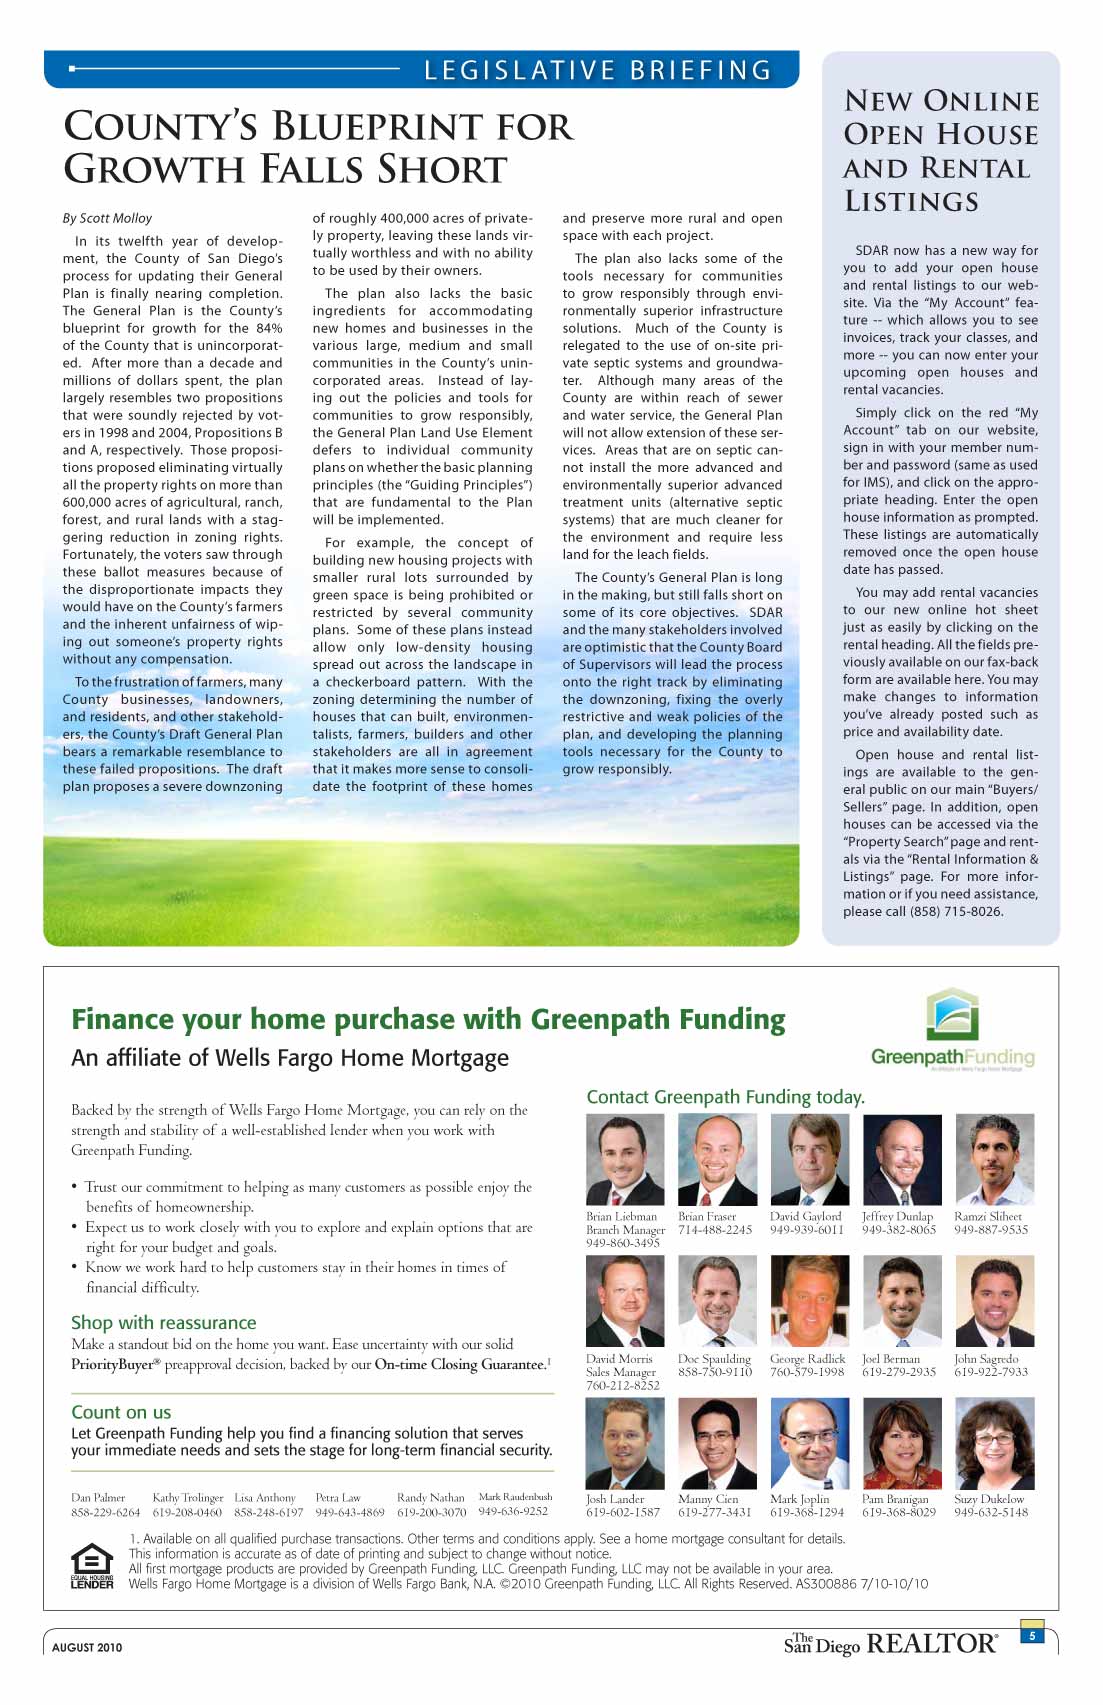 LEGISLATIVE BRIEFING
COUNTY'S BLUEPRINT FOR
GROWTH FALLS SHORT
By Scott Molloy
In its twelfth year of develop-
ment, the County of San Diego's
process for updating their General
Plan is finally nearing completion.
The General Plan is the County's
blueprint for growth for the 84%
of the County that is unincorporat-
ed.  After more than a decade and
millions of dollars spent, the plan
largely resembles two propositions
that were soundly rejected by vot-
ers in 1998 and 2004, Propositions B
and A, respectively.  Those proposi-
tions proposed eliminating virtually
all the property rights on more than
600,000 acres of agricultural, ranch,
forest, and rural lands with a stag-
gering reduction in zoning rights.
Fortunately, the voters saw through
these ballot measures because of
the disproportionate impacts they
would have on the County's farmers
and the inherent unfairness of wip-
ing out someone's property rights
without any compensation.
To the frustration of farmers, many
County businesses, landowners,
and residents, and other stakehold-
ers, the County's Draft General Plan
bears a remarkable resemblance to
these failed propositions.  The draft
plan proposes a severe downzoning
of roughly 400,000 acres of private-
ly property, leaving these lands vir-
tually worthless and with no ability
to be used by their owners.
The plan also lacks the basic
ingredients for accommodating
new homes and businesses in the
various large, medium and small
communities in the County's unin-
corporated areas.  Instead of lay-
ing out the policies and tools for
communities to grow responsibly,
the General Plan Land Use Element
defers to individual community
plans on whether the basic planning
principles (the "Guiding Principles")
that are fundamental to the Plan
will be implemented.
For example, the concept of
building new housing projects with
smaller rural lots surrounded by
green space is being prohibited or
restricted by several community
plans.  Some of these plans instead
allow only low-density housing
spread out across the landscape in
a checkerboard pattern.  With the
zoning determining the number of
houses that can built, environmen-
talists, farmers, builders and other
stakeholders are all in agreement
that it makes more sense to consoli-
date the footprint of these homes
and preserve more rural and open
space with each project.
The plan also lacks some of the
tools necessary for communities
to grow responsibly through envi-
ronmentally superior infrastructure
solutions.  Much of the County is
relegated to the use of on-site pri-
vate septic systems and groundwa-
ter.  Although many areas of the
County are within reach of sewer
and water service, the General Plan
will not allow extension of these ser-
vices.  Areas that are on septic can-
not install the more advanced and
environmentally superior advanced
treatment units (alternative septic
systems) that are much cleaner for
the environment and require less
land for the leach fields.
The County's General Plan is long
in the making, but still falls short on
some of its core objectives.  SDAR
and the many stakeholders involved
are optimistic that the County Board
of Supervisors will lead the process
onto the right track by eliminating
the downzoning, fixing the overly
restrictive and weak policies of the
plan, and developing the planning
tools necessary for the County to
grow responsibly.
NEW ONLINE
OPEN HOUSE
AND RENTAL
LISTINGS
SDAR now has a new way for
you to add your open house
and rental listings to our web-
site. Via the "My Account" fea-
ture -- which allows you to see
invoices, track your classes, and
more -- you can now enter your
upcoming open houses and
rental vacancies.
Simply click on the red "My
Account" tab on our website,
sign in with your member num-
ber and password (same as used
for IMS), and click on the appro-
priate heading. Enter the open
house information as prompted.
These listings are automatically
removed once the open house
date has passed.
You may add rental vacancies
to our new online hot sheet
just as easily by clicking on the
rental heading. All the fields pre-
viously available on our fax-back
form are available here. You may
make changes to information
you've already posted such as
price and availability date.
Open house and rental list-
ings are available to the gen-
eral public on our main "Buyers/
Sellers" page. In addition, open
houses can be accessed via the
"Property Search" page and rent-
als via the "Rental Information &
Listings" page. For more infor-
mation or if you need assistance,
please call (858) 715-8026.
Finance your home purchase with Greenpath Funding
An affiliate of Wells Fargo Home Mortgage
GreenpathFunding
An Affiliate of Wells Fargo Home Mortgage
Backed by the strength of Wells Fargo Home Mortgage, you can rely on the
strength and stability of a well-established lender when you work with
Greenpath Funding.
• Trust our commitment to helping as many customers as possible enjoy the
benefits of homeownership.
• Expect us to work closely with you to explore and explain options that are
right for your budget and goals.
• Know we work hard to help customers stay in their homes in times of
financial difficulty.
Shop with reassurance
Make a standout bid on the home you want. Ease uncertainty with our solid
PriorityBuyer® preapproval decision, backed by our On-time Closing Guarantee.¹
Count on us
Let Greenpath Funding help you find a financing solution that serves
your immediate needs and sets the stage for long-term financial security.
Dan Palmer Kathy Trolinger Lisa Anthony Petra Law Randy Nathan Mark Raudenbush
858-229-6264 619-208-0460 858-248-6197 949-643-4869 619-200-3070 949-636-9252
Contact Greenpath Funding today.
Brian Liebman Brian Fraser David Gaylord Jeffrey Dunlap Ramzi Sliheet
Branch Manager 714-488-2245 949-939-6011 949-382-8065 949-887-9535
949-860-3495
David Morris Doc Spaulding George Radlick Joel Berman John Sagredo
Sales Manager 858-750-9110 760-579-1998 619-279-2935 619-922-7933
760-212-8252
Josh Lander Manny Cien Mark Joplin Pam Branigan Suzy Dukelow
619-602-1587 619-277-3431 619-368-1294 619-368-8029 949-632-5148
1. Available on all qualified purchase transactions. Other terms and conditions apply. See a home mortgage consultant for details.
This information is accurate as of date of printing and subject to change without notice.
All first mortgage products are provided by Greenpath Funding, LLC. Greenpath Funding, LLC may not be available in your area.
Wells Fargo Home Mortgage is a division of Wells Fargo Bank, N.A. ©2010 Greenpath Funding, LLC. All Rights Reserved. AS300886 7/10-10/10
EQUAL HOUSING
LENDER
AUGUST 2010
The San Diego REALTOR®
5